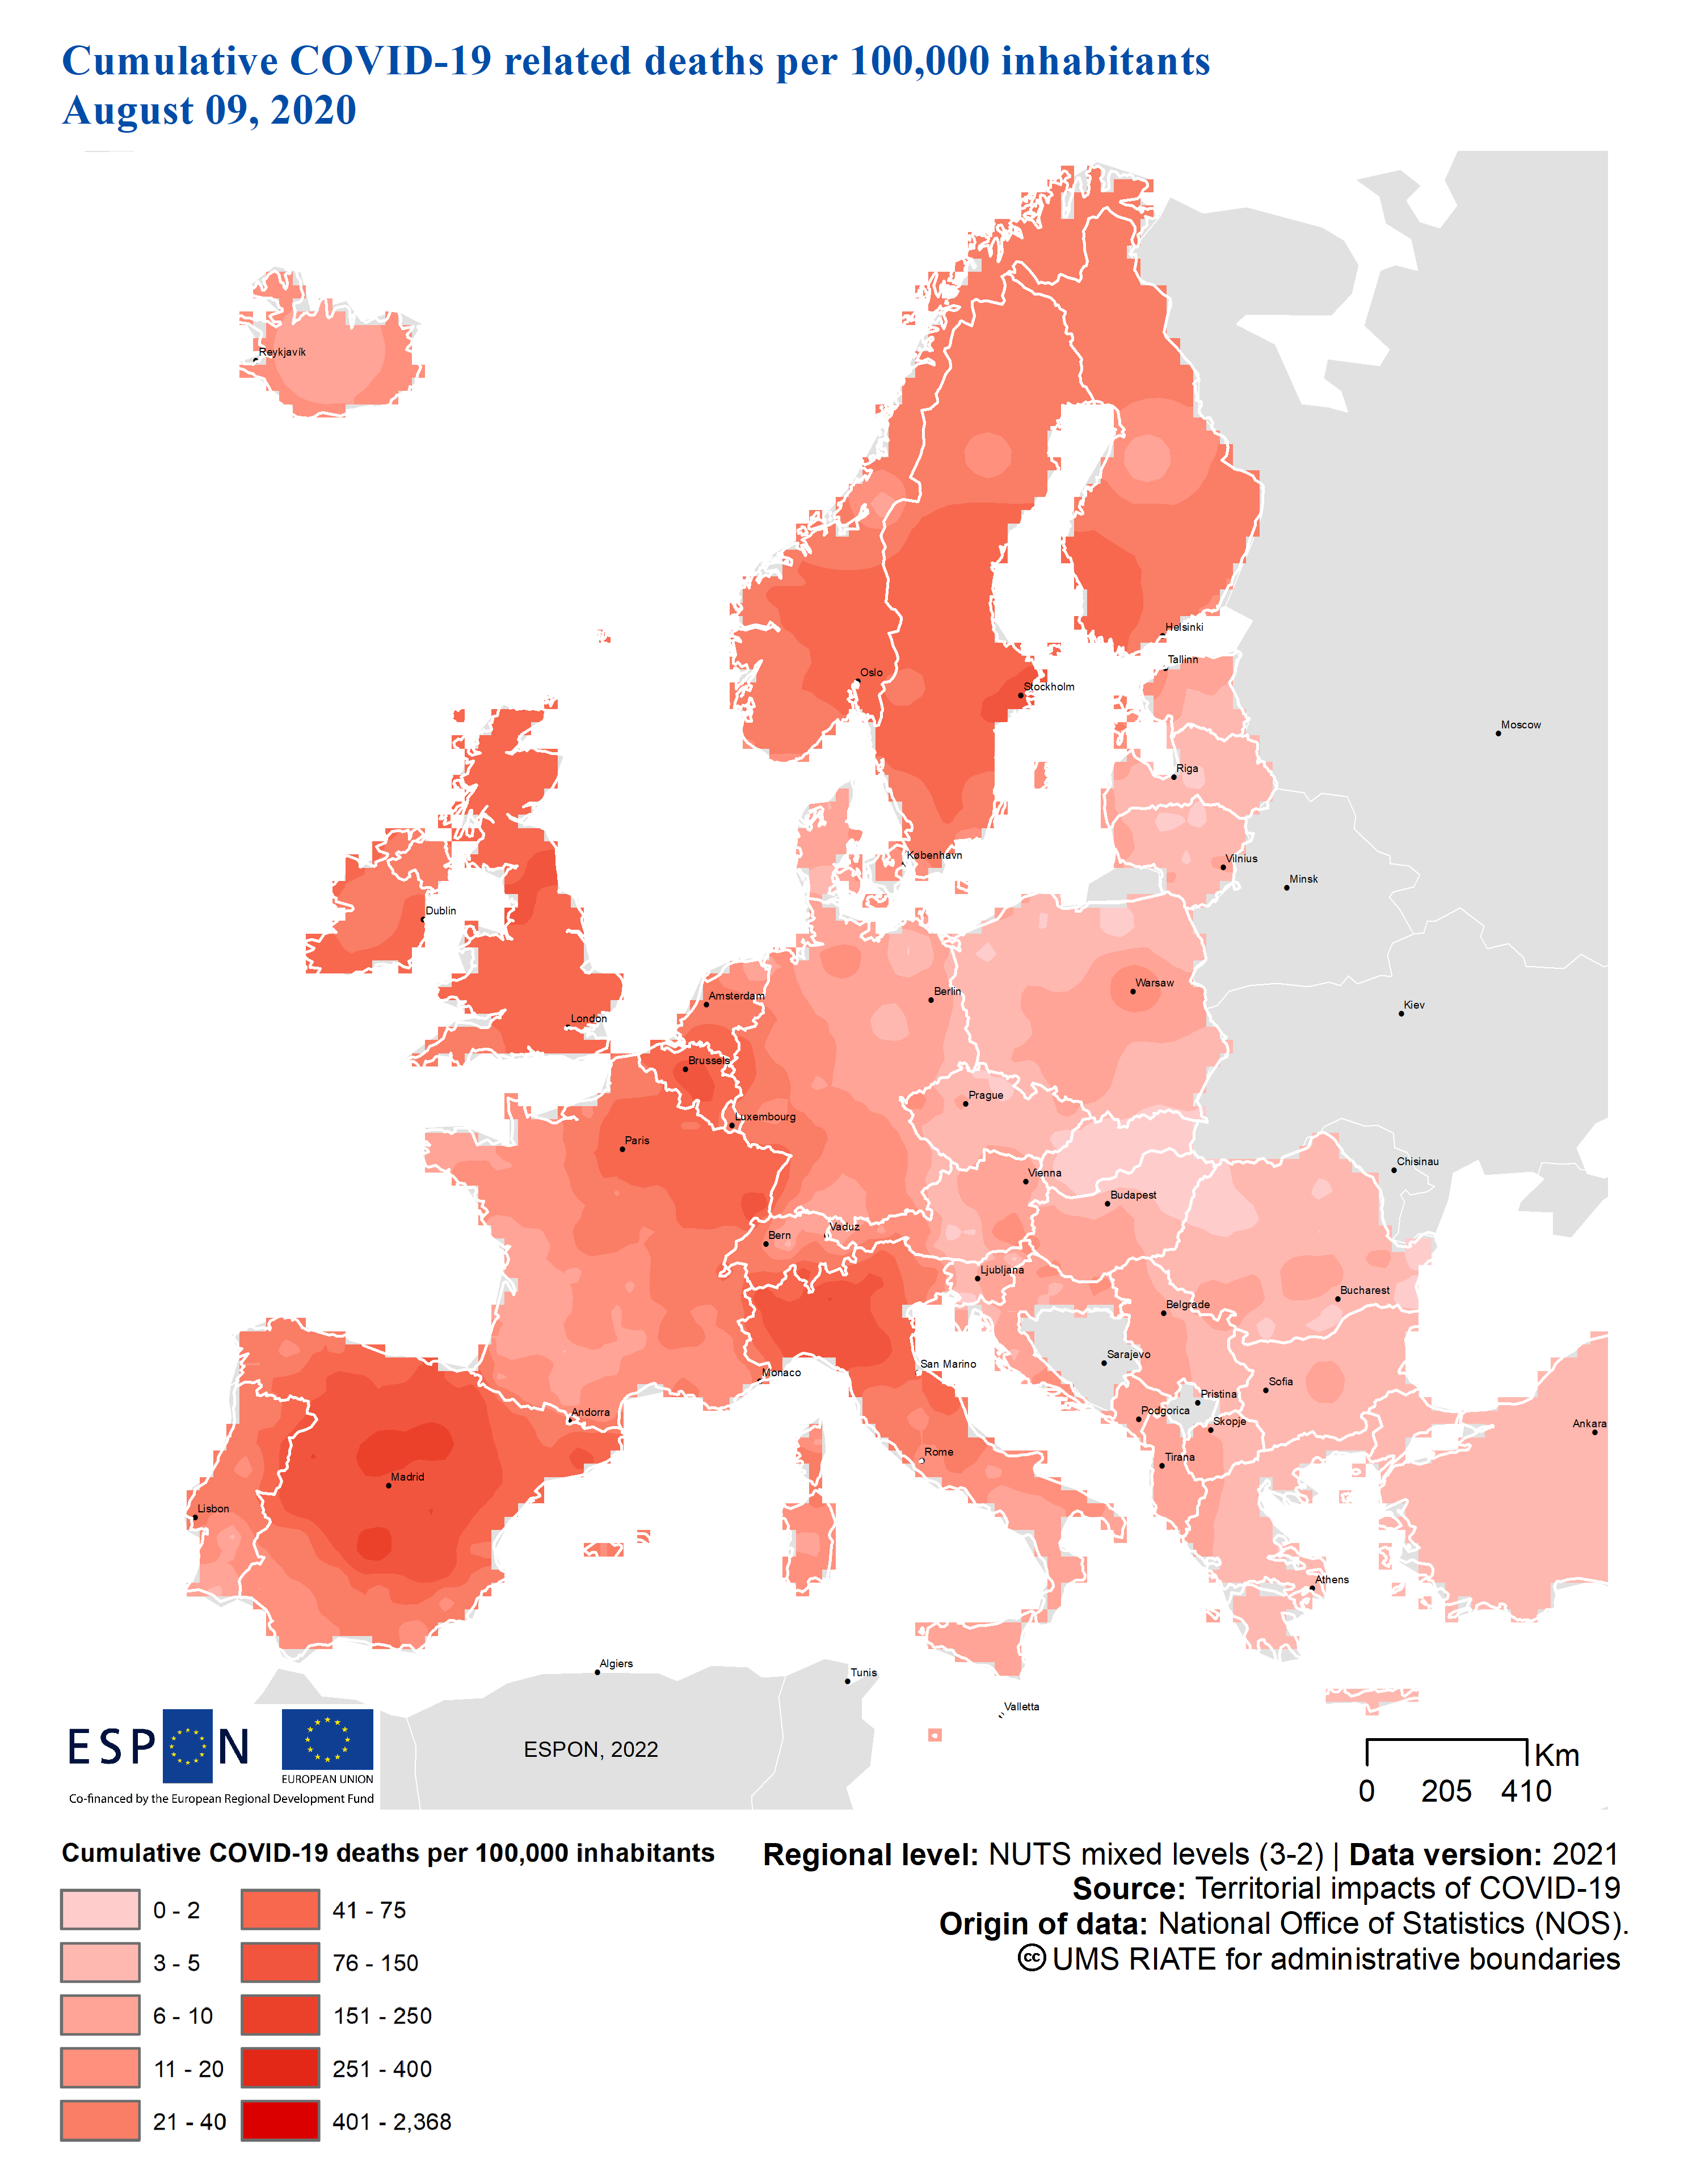 Cumulative COVID-19 related deaths per 100,000 inhabitants
August 09, 2020
Reykjavík
Helsinki
Tallinn
Oslo
Stockholm
Moscow
Riga
København
Vilnius
Minsk
Dublin
Amsterdam
Berlin
Warsaw
Kiev
London
Brussels
Prague
Luxembourg
Paris
Chisinau
Vienna
Budapest
Vaduz
Bern
Ljubljana
Bucharest
Belgrade
Sarajevo
San Marino
Monaco
Sofia
Pristina
Andorra
Podgorica
Skopje
Ankara
Rome
Tirana
Madrid
Lisbon
Athens
Algiers
Tunis
Valletta
ESPON
EUROPEAN UNION
Co-financed by the European Regional Development Fund
ESPON, 2022
Km
0 205 410
Cumulative COVID-19 deaths per 100,000 inhabitants
0 - 2
3 - 5
6 - 10
11 - 20
21 - 40
41 - 75
76 - 150
151 - 250
251 - 400
401 - 2,368
Regional level: NUTS mixed levels (3-2) | Data version: 2021
Source: Territorial impacts of COVID-19
Origin of data: National Office of Statistics (NOS).
cc UMS RIATE for administrative boundaries